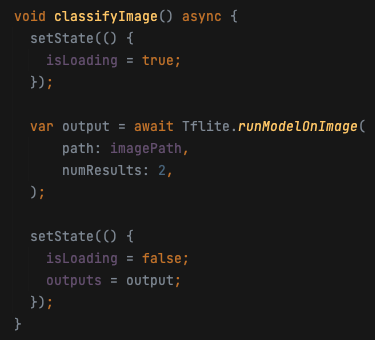 void classifyImage() async {
  setState(() {
    isLoading = true;
  });

  var output = await Tflite.runModelOnImage(
      path: imagePath,
      numResults: 2,
  );

  setState(() {
    isLoading = false;
    outputs = output;
  });
}